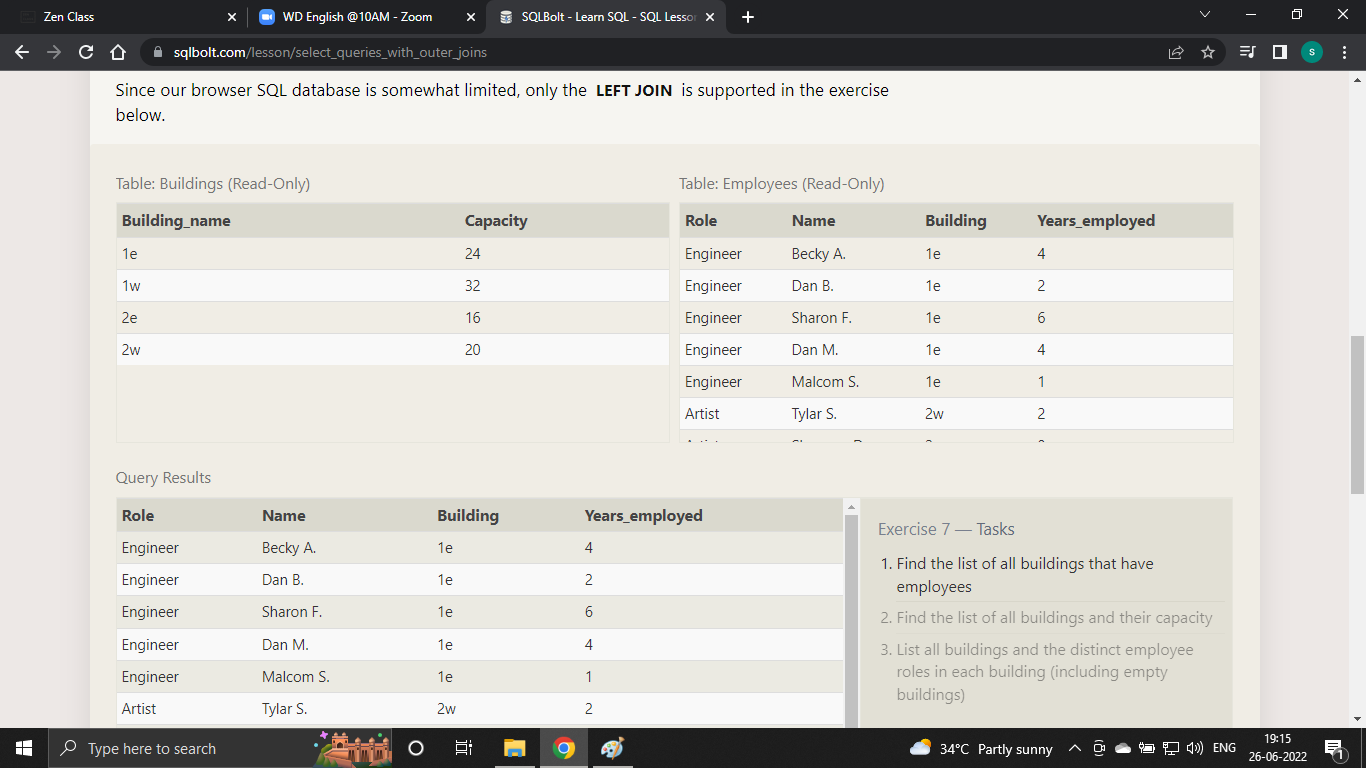 Zen Class
WD English @10AM - Zoom
SQLBolt - Learn SQL - SQL Lesson
sqlbolt.com/lesson/select_queries_with_outer_joins
s
Since our browser SQL database is somewhat limited, only the LEFT JOIN is supported in the exercise
below.
Table: Buildings (Read-Only)
Building_name Capacity
1e 24
1w 32
2e 16
2w 20
Table: Employees (Read-Only)
Role Name Building Years_employed
Engineer Becky A. 1e 4
Engineer Dan B. 1e 2
Engineer Sharon F. 1e 6
Engineer Dan M. 1e 4
Engineer Malcom S. 1e 1
Artist Tylar S. 2w 2
Query Results
Role Name Building Years_employed
Engineer Becky A. 1e 4
Engineer Dan B. 1e 2
Engineer Sharon F. 1e 6
Engineer Dan M. 1e 4
Engineer Malcom S. 1e 1
Artist Tylar S. 2w 2
Exercise 7 — Tasks
1. Find the list of all buildings that have
employees
2. Find the list of all buildings and their capacity
3. List all buildings and the distinct employee
roles in each building (including empty
buildings)
Type here to search
34°C Partly sunny
ENG
19:15
26-06-2022
1